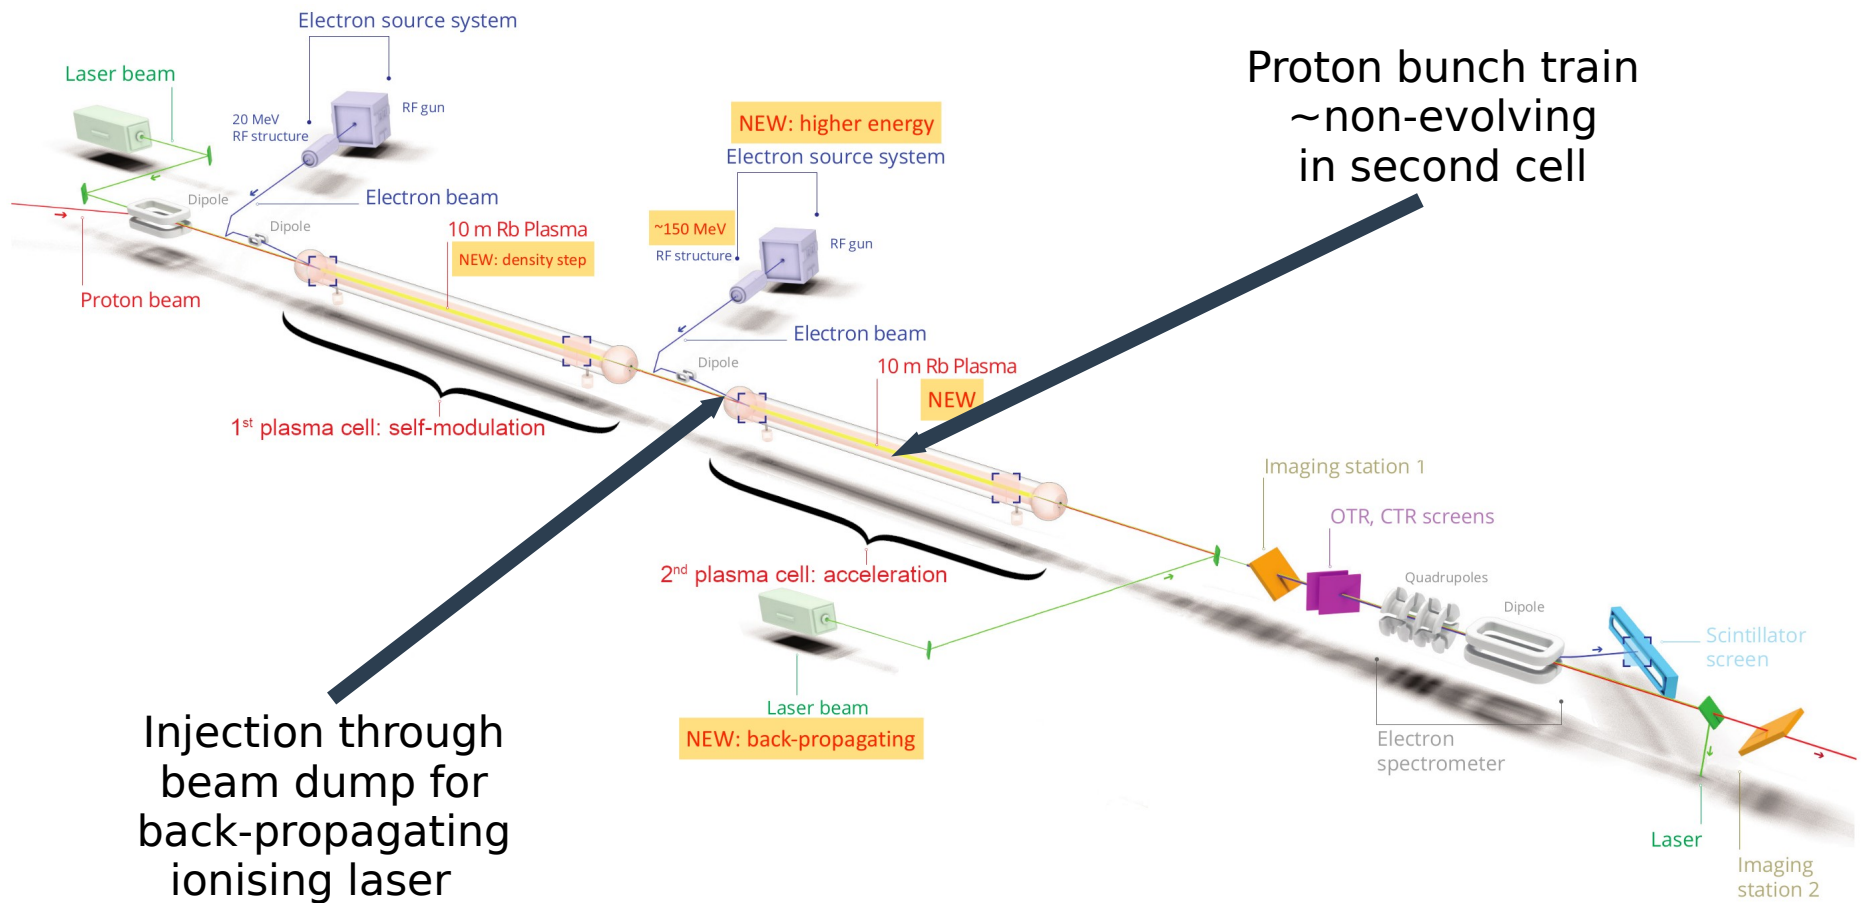 Electron source system
Laser beam
20 MeV
RF structure
RF gun
Dipole
Electron beam
Dipole
Proton beam
10 m Rb Plasma
NEW: density step
1st plasma cell: self-modulation
NEW: higher energy
Electron source system
~150 MeV
RF structure
RF gun
Electron beam
Dipole
10 m Rb Plasma
NEW
2nd plasma cell: acceleration
Proton bunch train
~non-evolving
in second cell
Injection through
beam dump for
back-propagating
ionising laser
Laser beam
NEW: back-propagating
Imaging station 1
OTR, CTR screens
Quadrupoles
Dipole
Scintillator
screen
Electron
spectrometer
Laser
Imaging
station 2